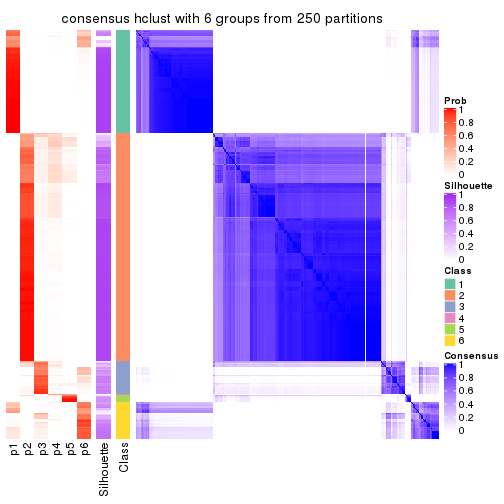 consensus hclust with 6 groups from 250 partitions
Prob
1
0.8
0.6
0.4
0.2
0
Silhouette
1
0.8
0.6
0.4
0.2
0
Class
1
2
3
4
5
6
Consensus
1
0.8
0.6
0.4
0.2
0
p1
p2
p3
p4
p5
p6
Silhouette
Class